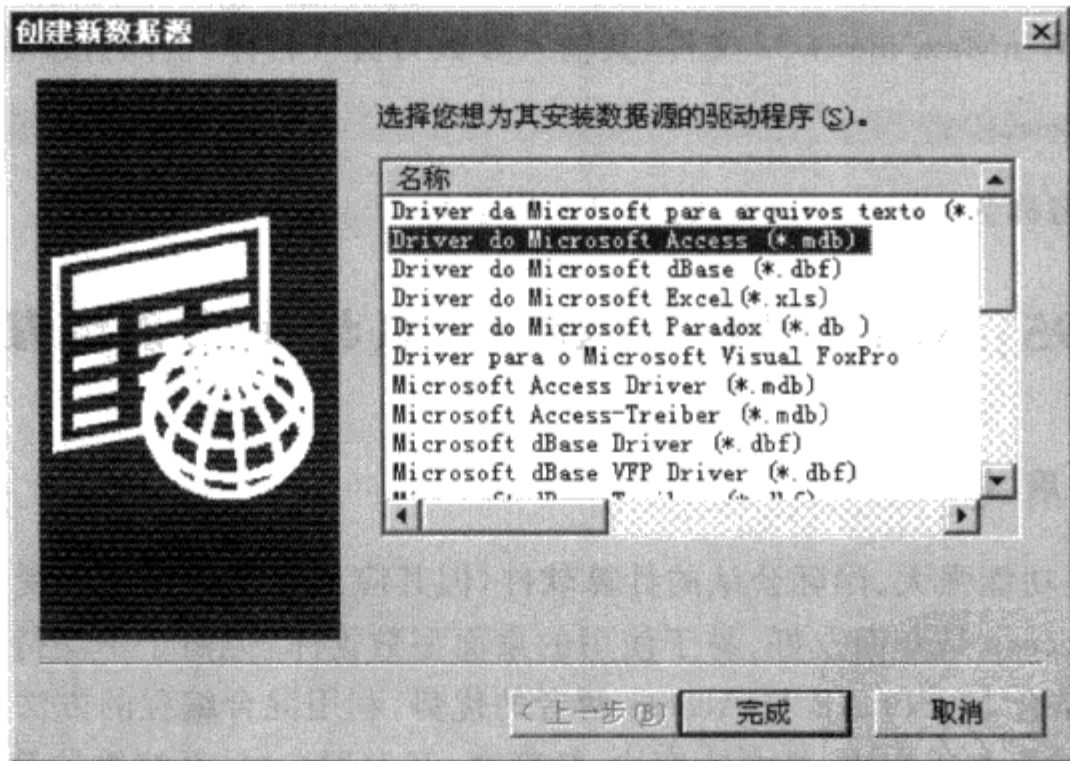 创建新数据源
选择您想为其安装数据源的驱动程序(S)。
名称
Driver da Microsoft para arquivos texto (*.
Driver do Microsoft Access (*.mdb)
Driver do Microsoft dBase (*.dbf)
Driver do Microsoft Excel(*.xls)
Driver do Microsoft Paradox (*.db )
Driver para o Microsoft Visual FoxPro
Microsoft Access Driver (*.mdb)
Microsoft Access-Treiber (*.mdb)
Microsoft dBase Driver (*.dbf)
Microsoft dBase VFP Driver (*.dbf)
<上一步(B)
完成
取消